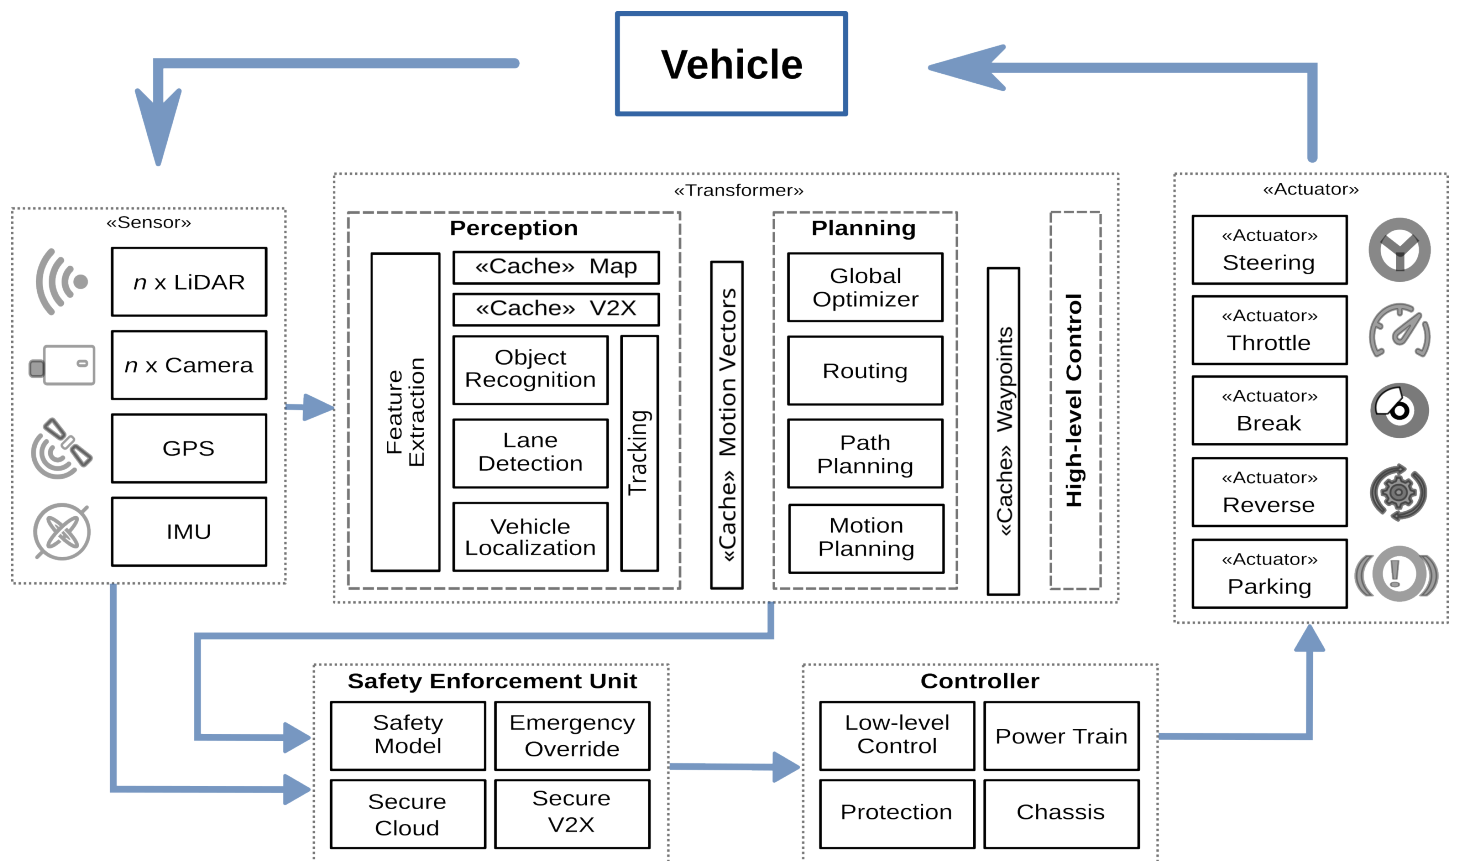 Vehicle
«Sensor»
n x LiDAR
n x Camera
GPS
IMU
«Transformer»
Perception
Feature
Extraction
«Cache» Map
«Cache» V2X
Object
Recognition
Lane
Detection
Vehicle
Localization
Tracking
«Cache» Motion Vectors
Planning
Global
Optimizer
Routing
Path
Planning
Motion
Planning
«Cache» Waypoints
High-level Control
«Actuator»
«Actuator»
Steering
«Actuator»
Throttle
«Actuator»
Break
«Actuator»
Reverse
«Actuator»
Parking
!
Safety Enforcement Unit
Safety
Model
Emergency
Override
Secure
Cloud
Secure
V2X
Controller
Low-level
Control
Power Train
Protection
Chassis